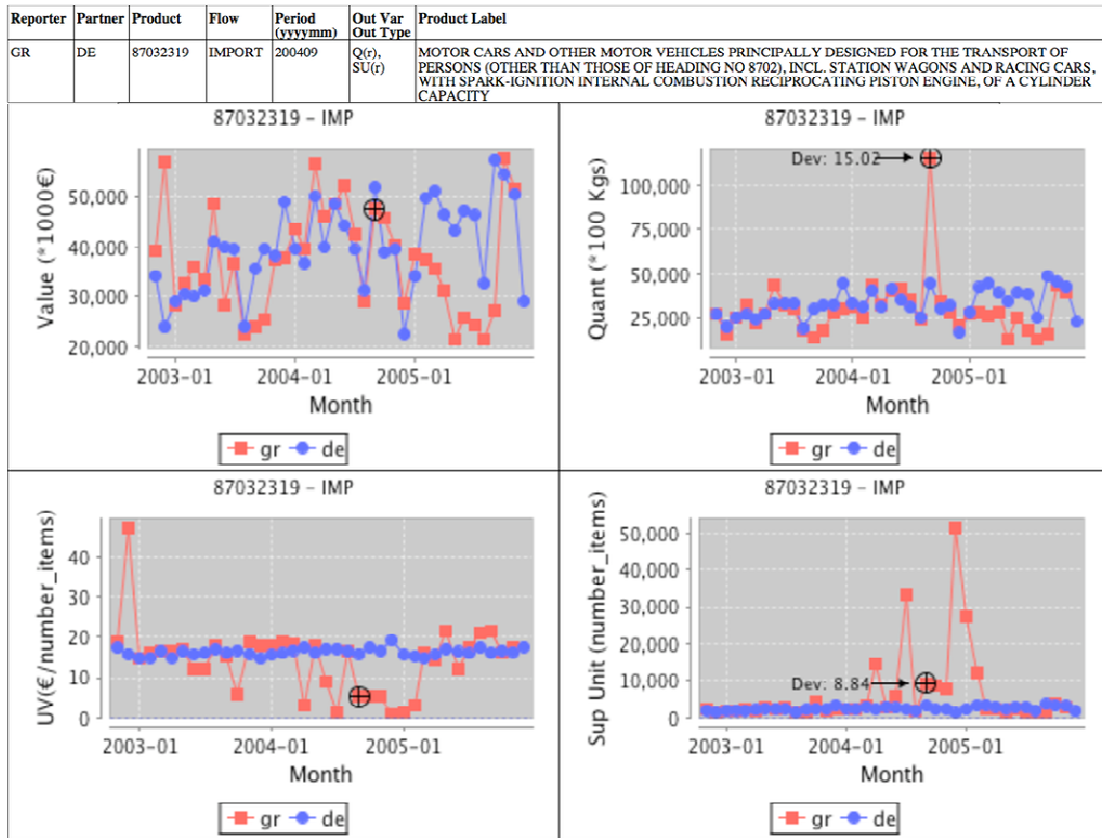 Reporter Partner Product Flow Period (yyyymm) Out Var Out Type Product Label
GR DE 87032319 IMPORT 200409 Q(r), SU(r) MOTOR CARS AND OTHER MOTOR VEHICLES PRINCIPALLY DESIGNED FOR THE TRANSPORT OF
PERSONS (OTHER THAN THOSE OF HEADING NO 8702), INCL. STATION WAGONS AND RACING CARS,
WITH SPARK-IGNITION INTERNAL COMBUSTION RECIPROCATING PISTON ENGINE, OF A CYLINDER
CAPACITY
87032319 – IMP
Value (*1000€)
50,000
40,000
30,000
20,000
2003–01 2004–01 2005–01
Month
gr de
87032319 – IMP
Quant (*100 Kgs)
Dev: 15.02
100,000
75,000
50,000
25,000
2003–01 2004–01 2005–01
Month
gr de
87032319 – IMP
UV(€/number_items)
40
30
20
10
0
2003–01 2004–01 2005–01
Month
gr de
87032319 – IMP
Sup Unit (number_items)
50,000
40,000
30,000
20,000
10,000
0
Dev: 8.84
2003–01 2004–01 2005–01
Month
gr de